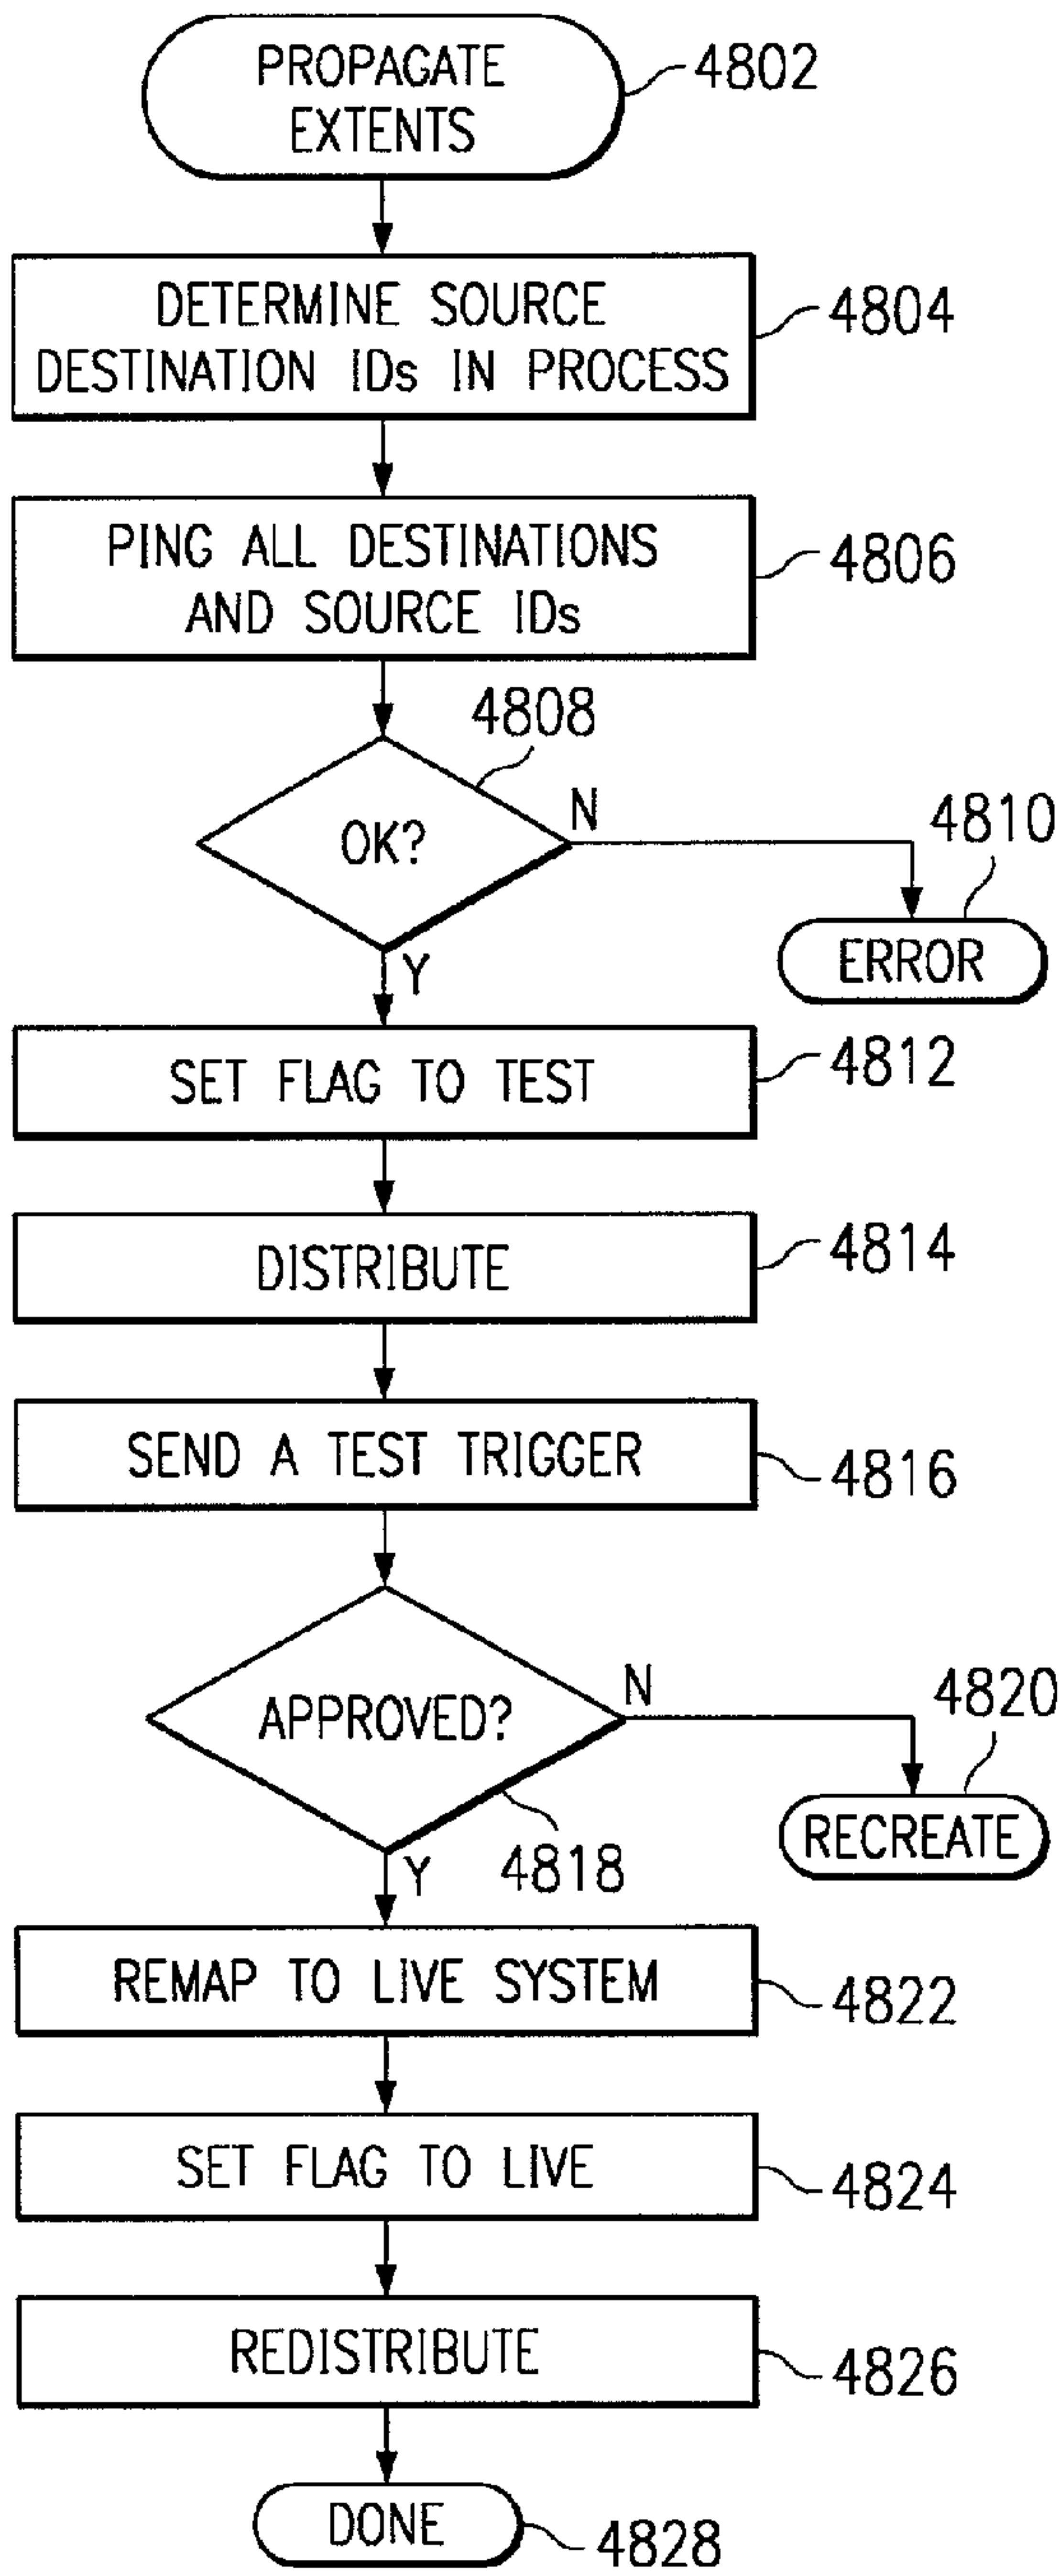 PROPAGATE
EXTENTS
4802
DETERMINE SOURCE
DESTINATION IDs IN PROCESS
4804
PING ALL DESTINATIONS
AND SOURCE IDs
4806
4808
OK?
N
4810
ERROR
Y
SET FLAG TO TEST
4812
DISTRIBUTE
4814
SEND A TEST TRIGGER
4816
APPROVED?
N
4820
RECREATE
4818
Y
REMAP TO LIVE SYSTEM
4822
SET FLAG TO LIVE
4824
REDISTRIBUTE
4826
DONE
4828